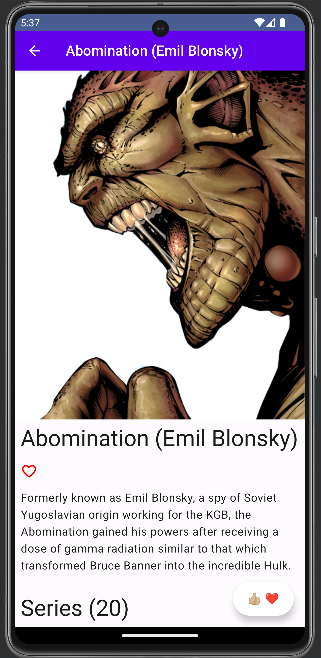 5:37
Abomination (Emil Blonsky)
Abomination (Emil Blonsky)
Formerly known as Emil Blonsky, a spy of Soviet
Yugoslavian origin working for the KGB, the
Abomination gained his powers after receiving a
dose of gamma radiation similar to that which
transformed Bruce Banner into the incredible Hulk.
Series (20)